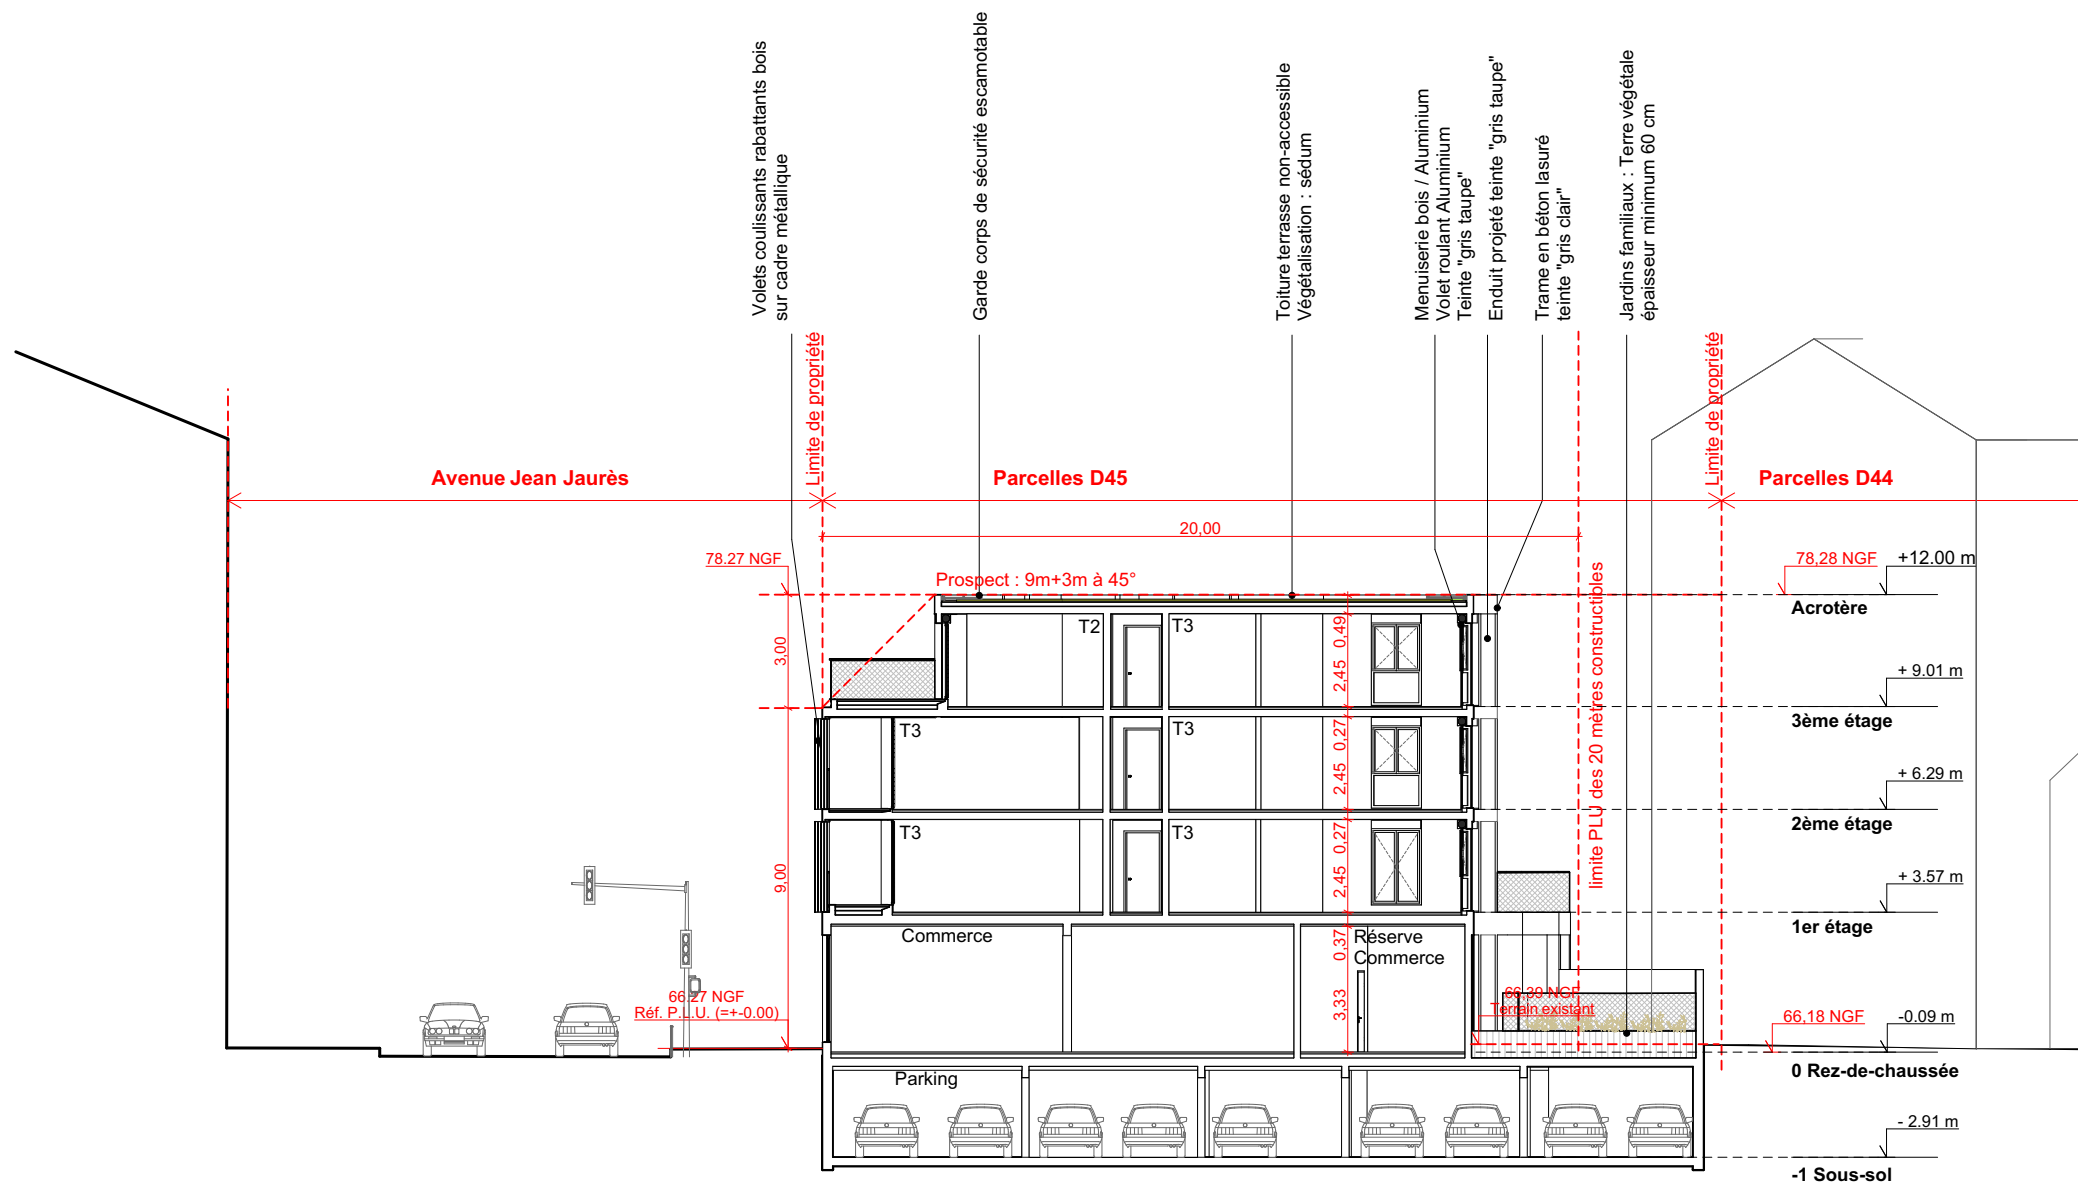 Volets coulissants rabattants bois
sur cadre métallique
Garde corps de sécurité escamotable
Toiture terrasse non-accessible
Végétalisation : sédum
Menuiserie bois / Aluminium
Volet roulant Aluminium
Teinte "gris taupe"
Enduit projeté teinte "gris taupe"
Trame en béton lasuré
teinte "gris clair"
Jardins familiaux : Terre végétale
épaisseur minimum 60 cm
Limite de propriété
Limite de propriété
Avenue Jean Jaurès
Parcelles D45
Parcelles D44
20,00
78.27 NGF
Prospect : 9m+3m à 45°
78,28 NGF
+12.00 m
Acrotère
3,00
T2
T3
0,49
2,45
+ 9.01 m
3ème étage
T3
T3
0,27
2,45
limite PLU des 20 mètres constructibles
+ 6.29 m
2ème étage
9,00
T3
T3
0,27
2,45
+ 3.57 m
1er étage
Commerce
Réserve
Commerce
0,37
3,33
66.27 NGF
Réf. P.L.U. (=+-0.00)
66,39 NGF
Terrain existant
66,18 NGF
-0.09 m
0 Rez-de-chaussée
Parking
- 2.91 m
-1 Sous-sol